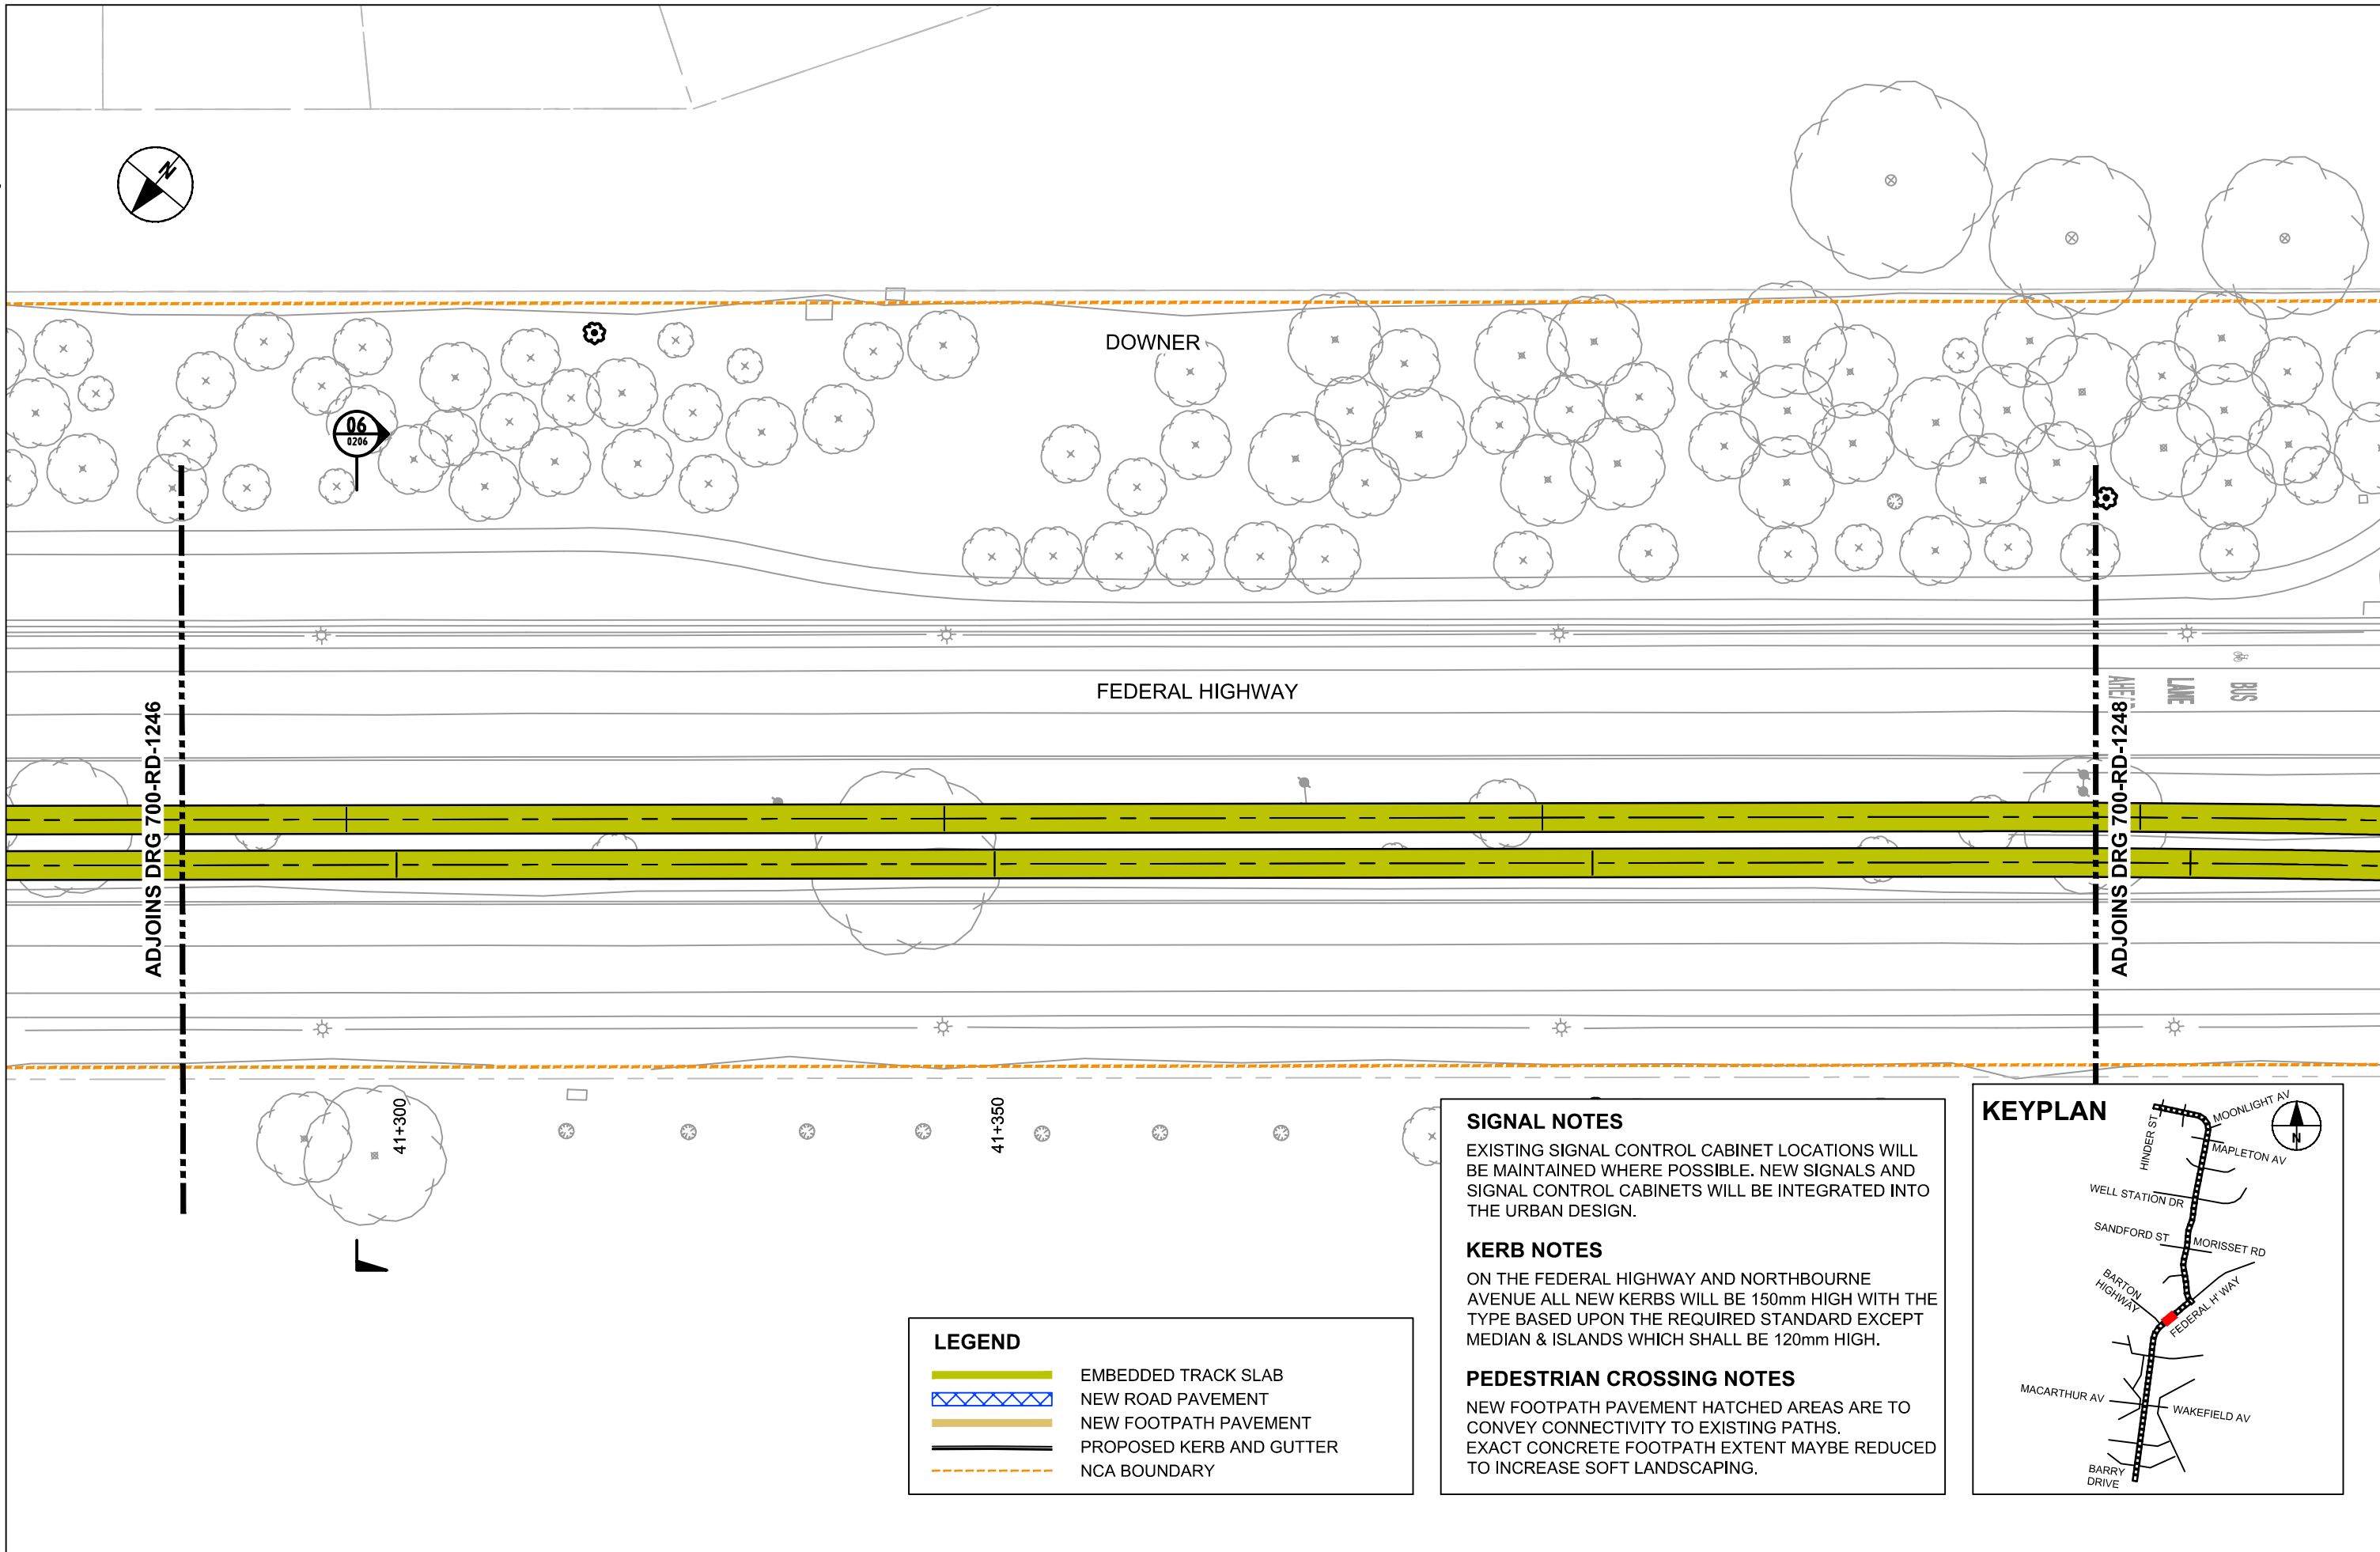 N
DOWNER
06
0206
FEDERAL HIGHWAY
BUS
LANE
ADJOINS DRG 700-RD-1246
ADJOINS DRG 700-RD-1248
41+300
41+350
SIGNAL NOTES
EXISTING SIGNAL CONTROL CABINET LOCATIONS WILL
BE MAINTAINED WHERE POSSIBLE. NEW SIGNALS AND
SIGNAL CONTROL CABINETS WILL BE INTEGRATED INTO
THE URBAN DESIGN.
KERB NOTES
ON THE FEDERAL HIGHWAY AND NORTHBOURNE
AVENUE ALL NEW KERBS WILL BE 150mm HIGH WITH THE
TYPE BASED UPON THE REQUIRED STANDARD EXCEPT
MEDIAN & ISLANDS WHICH SHALL BE 120mm HIGH.
PEDESTRIAN CROSSING NOTES
NEW FOOTPATH PAVEMENT HATCHED AREAS ARE TO
CONVEY CONNECTIVITY TO EXISTING PATHS.
EXACT CONCRETE FOOTPATH EXTENT MAYBE REDUCED
TO INCREASE SOFT LANDSCAPING.
LEGEND
EMBEDDED TRACK SLAB
NEW ROAD PAVEMENT
NEW FOOTPATH PAVEMENT
PROPOSED KERB AND GUTTER
NCA BOUNDARY
KEYPLAN
N
MOONLIGHT AV
HINDER ST
MAPLETON AV
WELL STATION DR
SANDFORD ST
MORISSET RD
BARTON
HIGHWAY
FEDERAL H'WAY
MACARTHUR AV
WAKEFIELD AV
BARRY
DRIVE